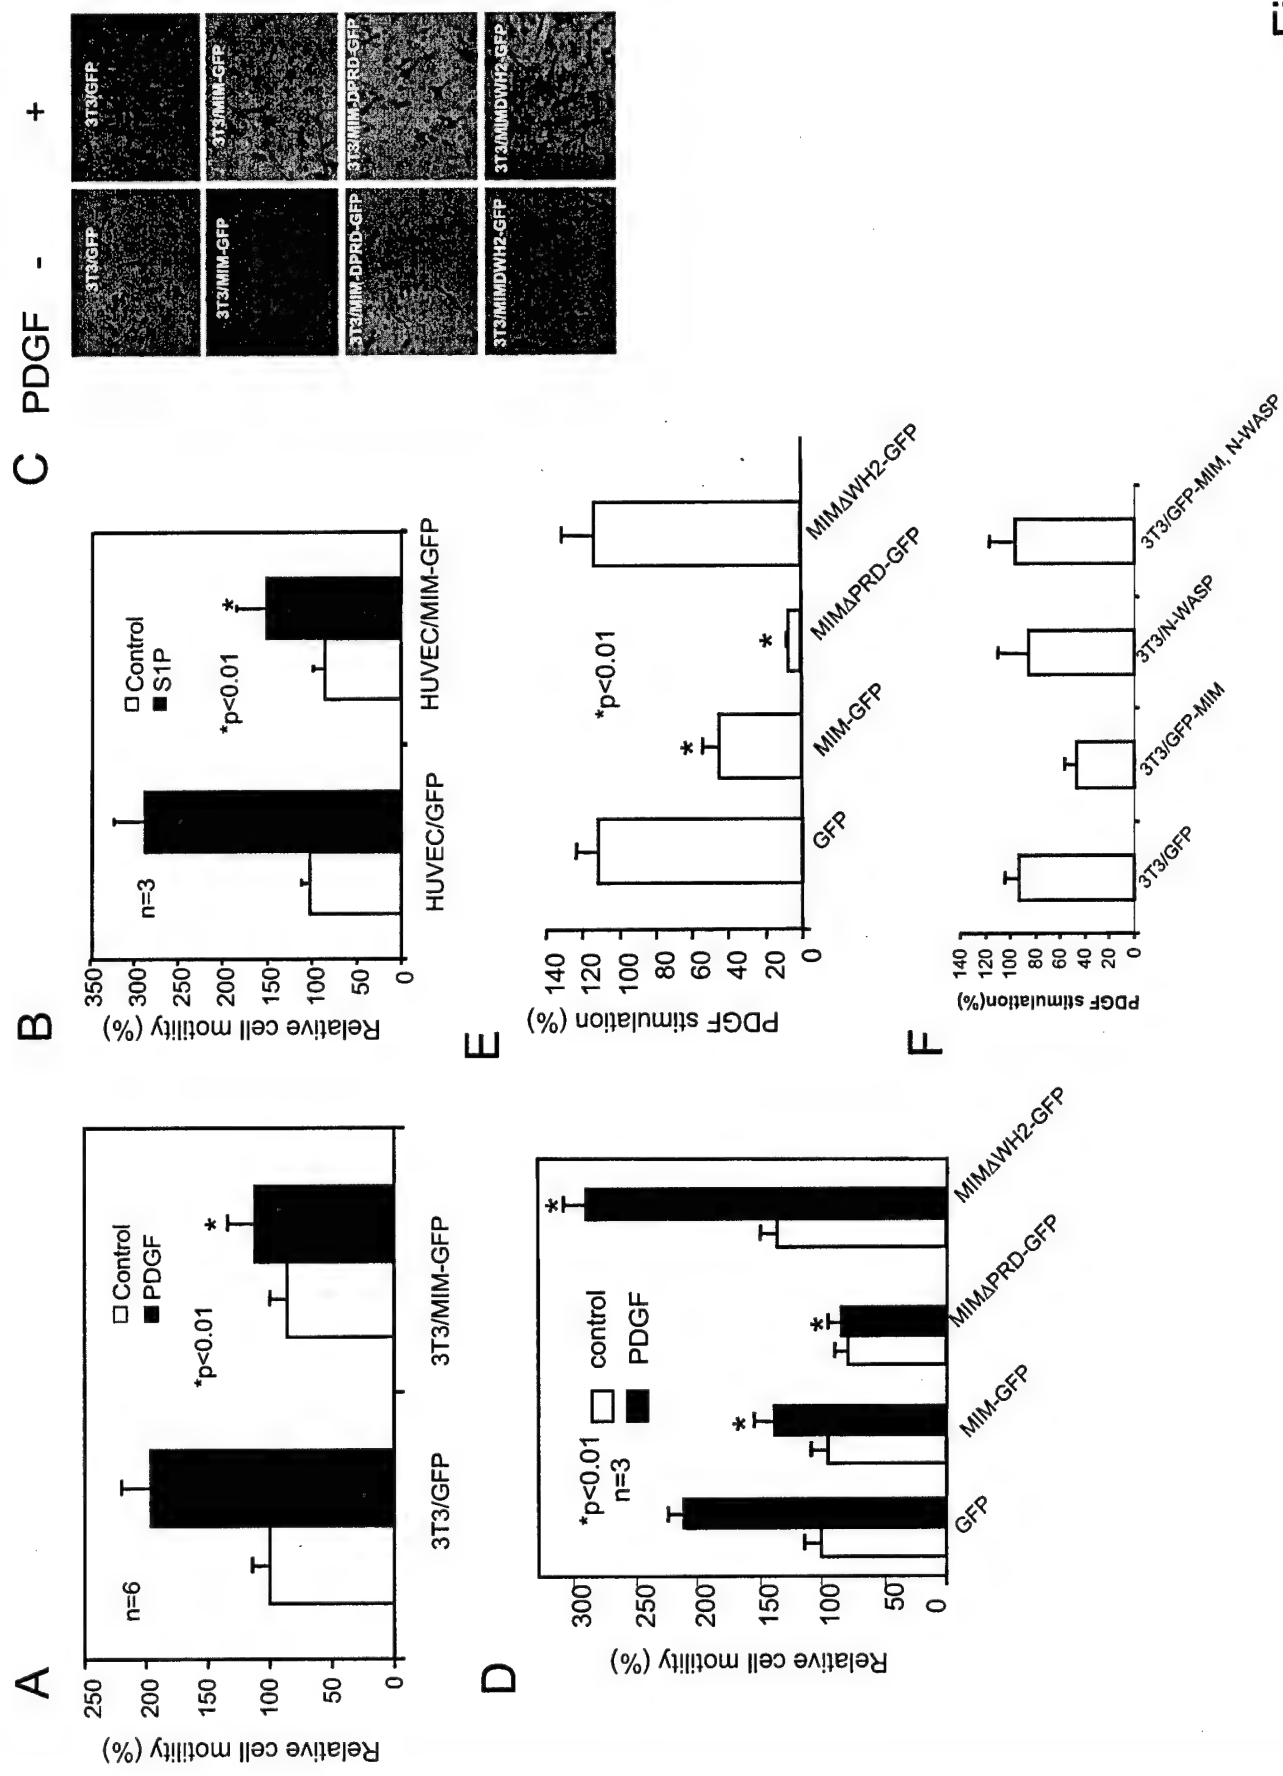 A
Relative cell motility (%)
250
200
150
100
50
0
n=6
□ Control
■ PDGF
*p<0.01
*
3T3/GFP
3T3/MIM-GFP
B
Relative cell motility (%)
350
300
250
200
150
100
50
0
n=3
□ Control
■ S1P
*p<0.01
*
HUVEC/GFP
HUVEC/MIM-GFP
C PDGF - +
3T3/GFP
3T3/GFP
3T3/MIM-GFP
3T3/MIM-GFP
3T3/MIM-DPRD-GFP
3T3/MIM-DPRD-GFP
3T3/MIMDWH2-GFP
3T3/MIMDWH2-GFP
D
Relative cell motility (%)
300
250
200
150
100
50
0
*p<0.01
n=3
control
PDGF
*
*
*
GFP
MIM-GFP
MIMΔPRD-GFP
MIMΔWH2-GFP
E
PDGF stimulation (%)
140
120
100
80
60
40
20
0
*p<0.01
*
*
GFP
MIM-GFP
MIMΔPRD-GFP
MIMΔWH2-GFP
F
PDGF stimulation(%)
140
120
100
80
60
40
20
0
3T3/GFP
3T3/GFP-MIM
3T3/N-WASP
3T3/GFP-MIM, N-WASP